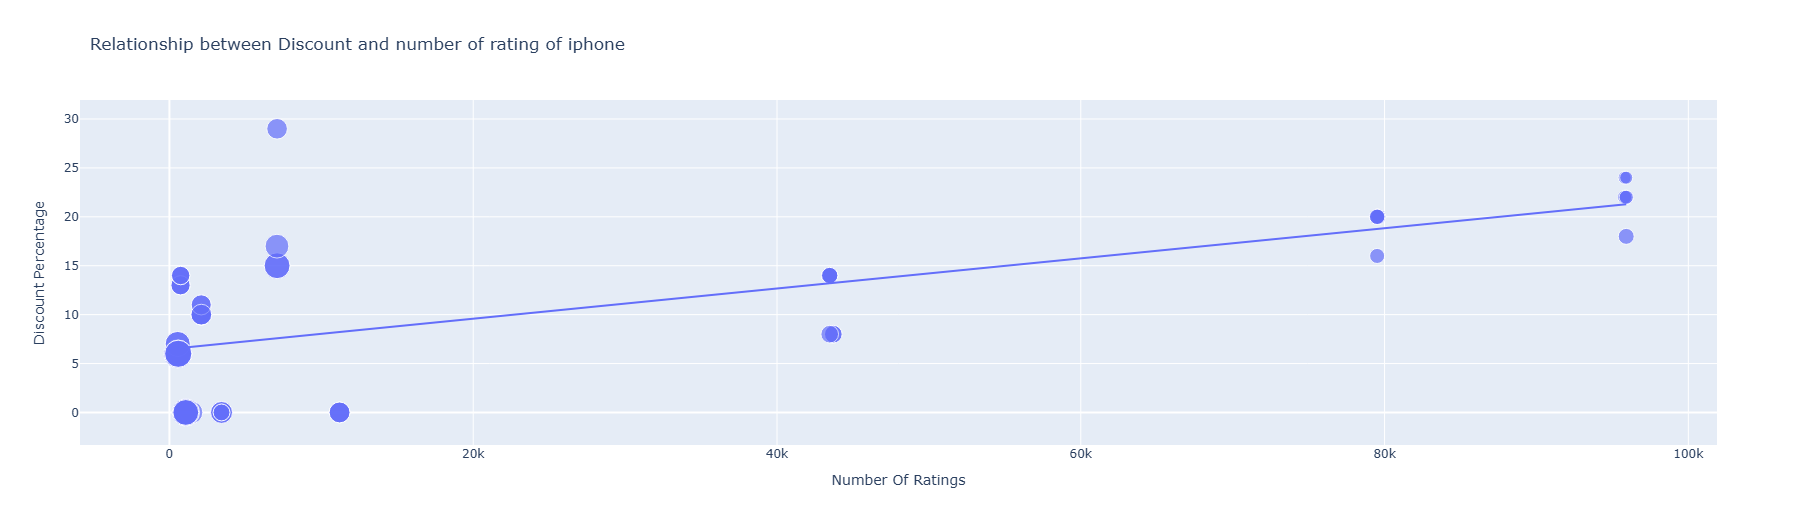 Relationship between Discount and number of rating of iphone
30
25
20
15
10
5
0
Discount Percentage
0 20k 40k 60k 80k 100k
Number Of Ratings